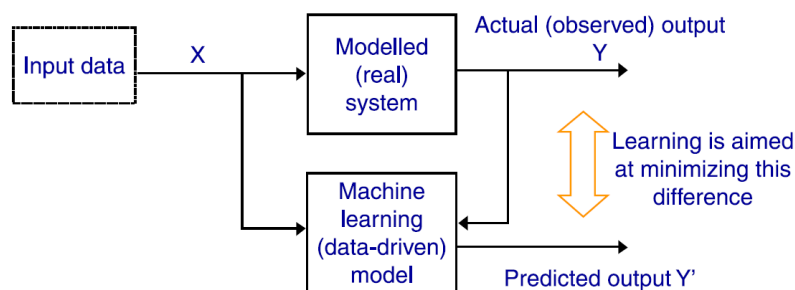 Input data
X
Modelled
(real)
system
Actual (observed) output
Y
Learning is aimed
at minimizing this
difference
Machine
learning
(data-driven)
model
Predicted output Y'